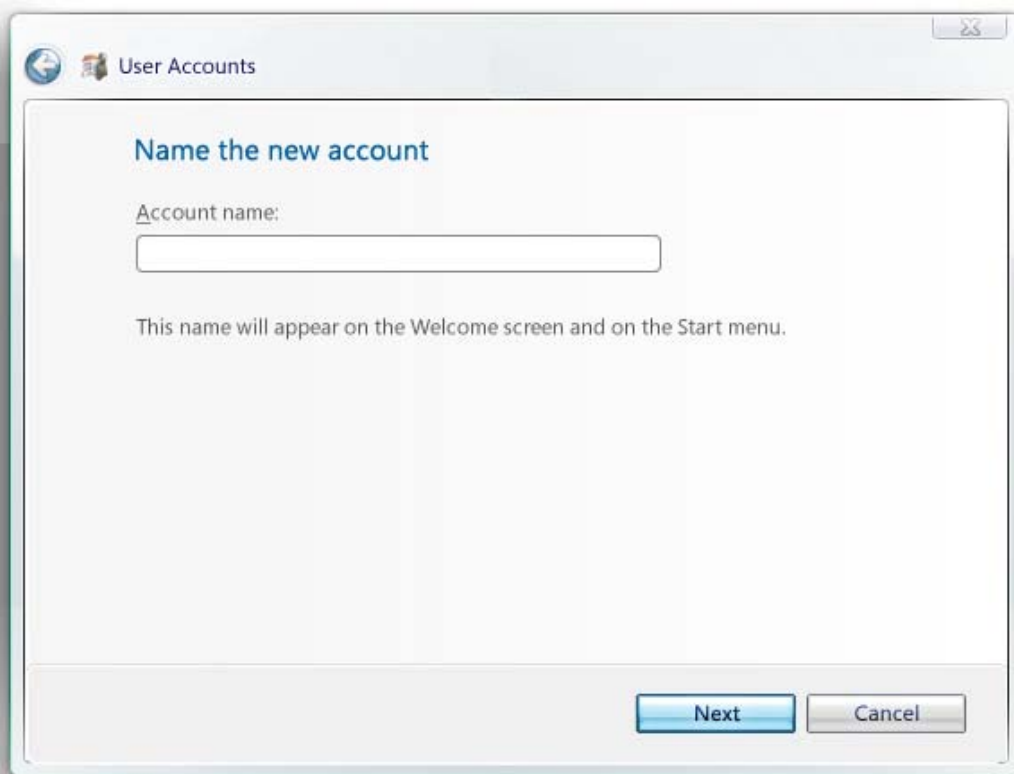 User Accounts
Name the new account
Account name:
This name will appear on the Welcome screen and on the Start menu.
Next
Cancel